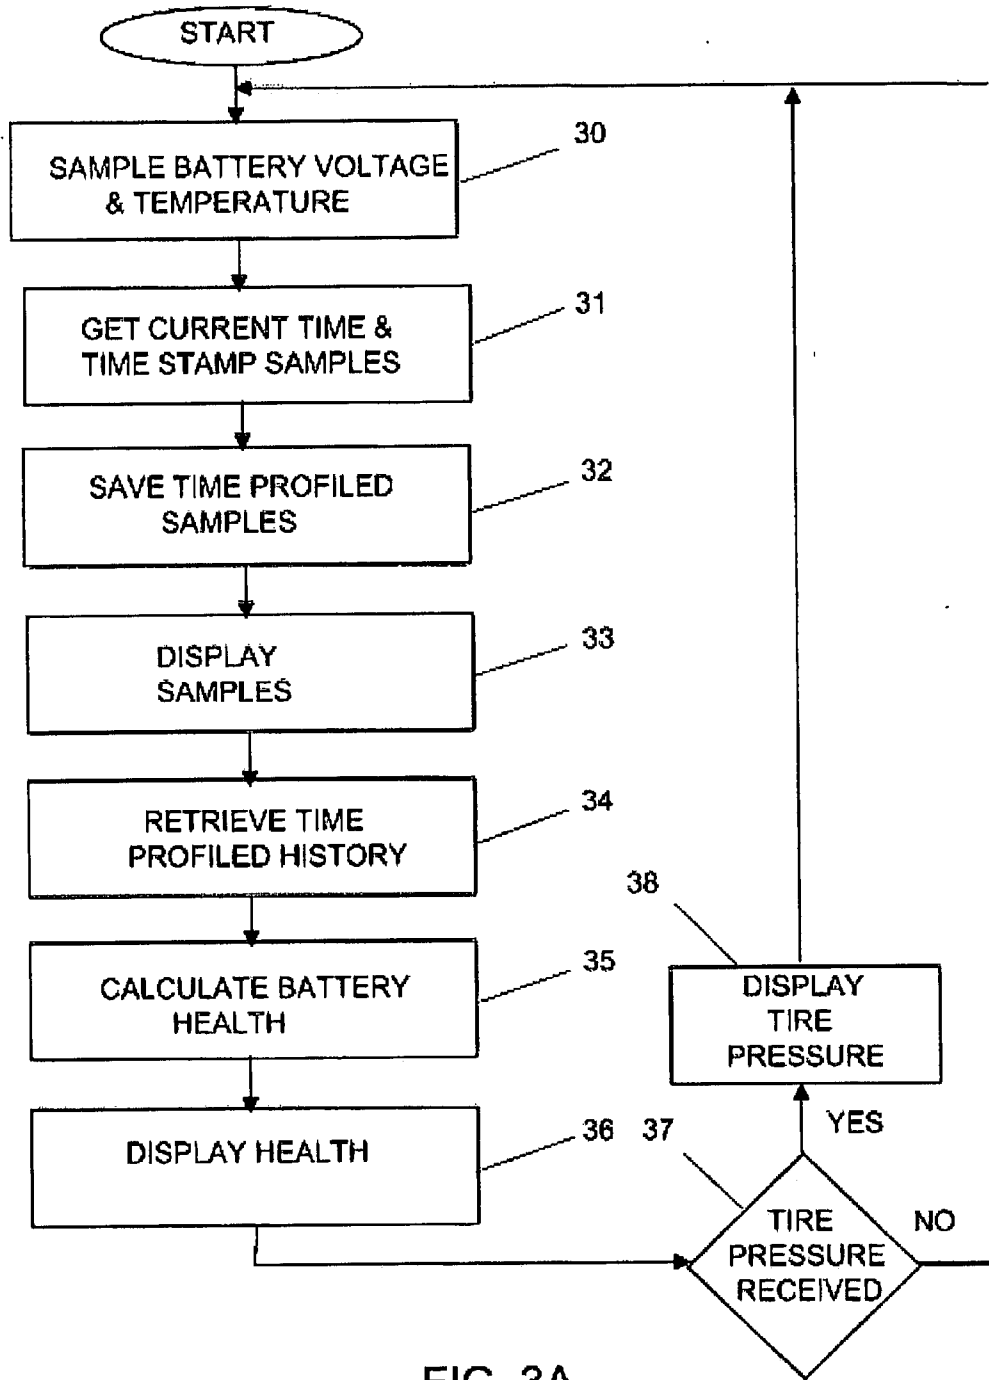 START
30
SAMPLE BATTERY VOLTAGE
& TEMPERATURE
31
GET CURRENT TIME &
TIME STAMP SAMPLES
32
SAVE TIME PROFILED
SAMPLES
33
DISPLAY
SAMPLES
34
RETRIEVE TIME
PROFILED HISTORY
35
CALCULATE BATTERY
HEALTH
36
DISPLAY HEALTH
38
DISPLAY
TIRE
PRESSURE
YES
37
TIRE
PRESSURE
RECEIVED
NO
FIG. 3A